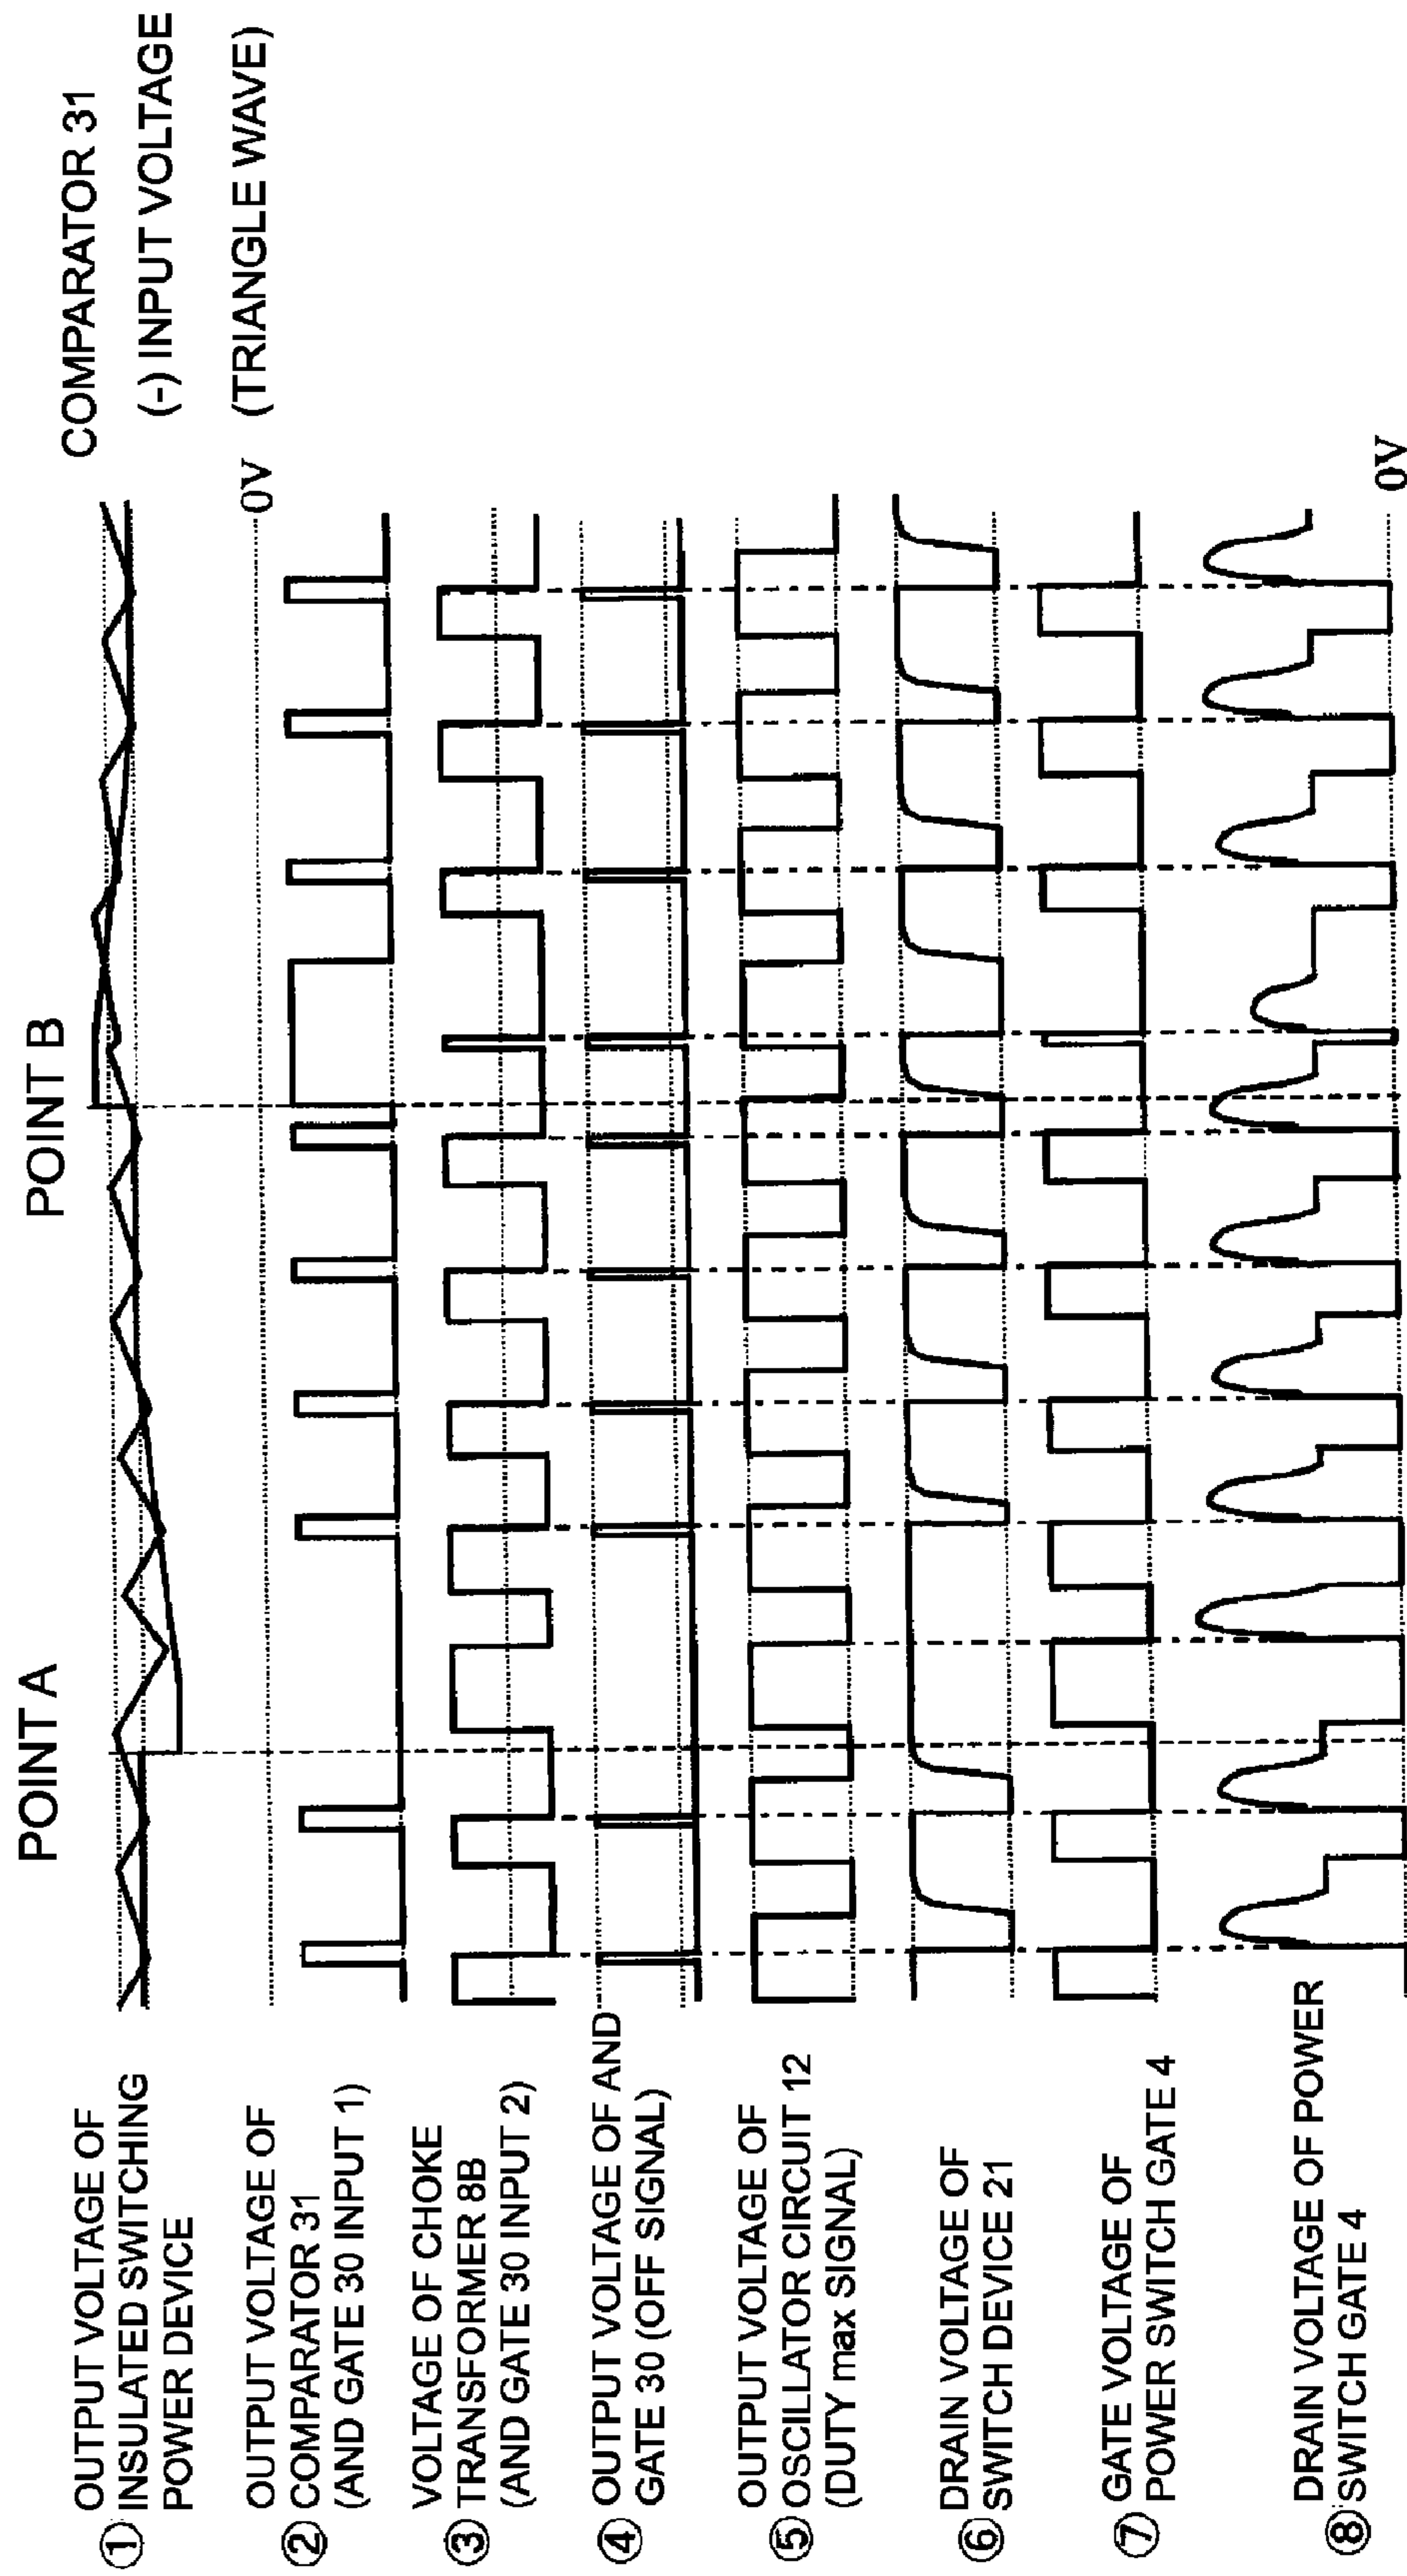 POINT A
POINT B
COMPARATOR 31
(-) INPUT VOLTAGE
(TRIANGLE WAVE)
① OUTPUT VOLTAGE OF
INSULATED SWITCHING
POWER DEVICE
0V
② OUTPUT VOLTAGE OF
COMPARATOR 31
(AND GATE 30 INPUT 1)
③ VOLTAGE OF CHOKE
TRANSFORMER 8B
(AND GATE 30 INPUT 2)
④ OUTPUT VOLTAGE OF AND
GATE 30 (OFF SIGNAL)
⑤ OUTPUT VOLTAGE OF
OSCILLATOR CIRCUIT 12
(DUTY max SIGNAL)
⑥ DRAIN VOLTAGE OF
SWITCH DEVICE 21
⑦ GATE VOLTAGE OF
POWER SWITCH GATE 4
⑧ DRAIN VOLTAGE OF POWER
SWITCH GATE 4
0V